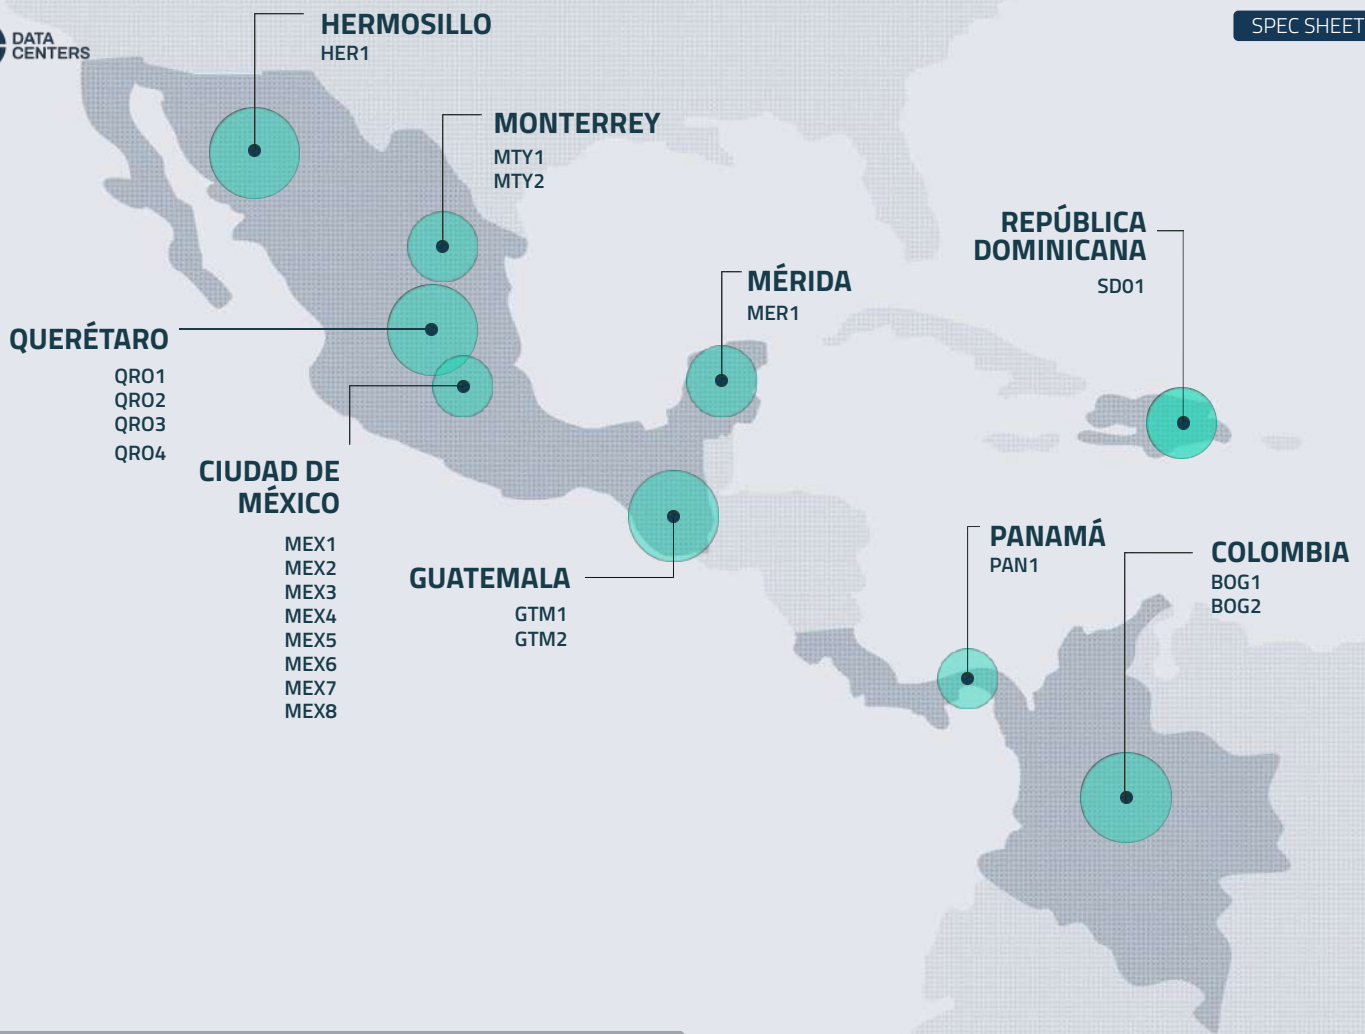 DATA
CENTERS
SPEC SHEET
HERMOSILLO
HER1
MONTERREY
MTY1
MTY2
REPÚBLICA
DOMINICANA
SDO1
MÉRIDA
MER1
QUERÉTARO
QRO1
QRO2
QRO3
QRO4
CIUDAD DE
MÉXICO
MEX1
MEX2
MEX3
MEX4
MEX5
MEX6
MEX7
MEX8
GUATEMALA
GTM1
GTM2
PANAMÁ
PAN1
COLOMBIA
BOG1
BOG2